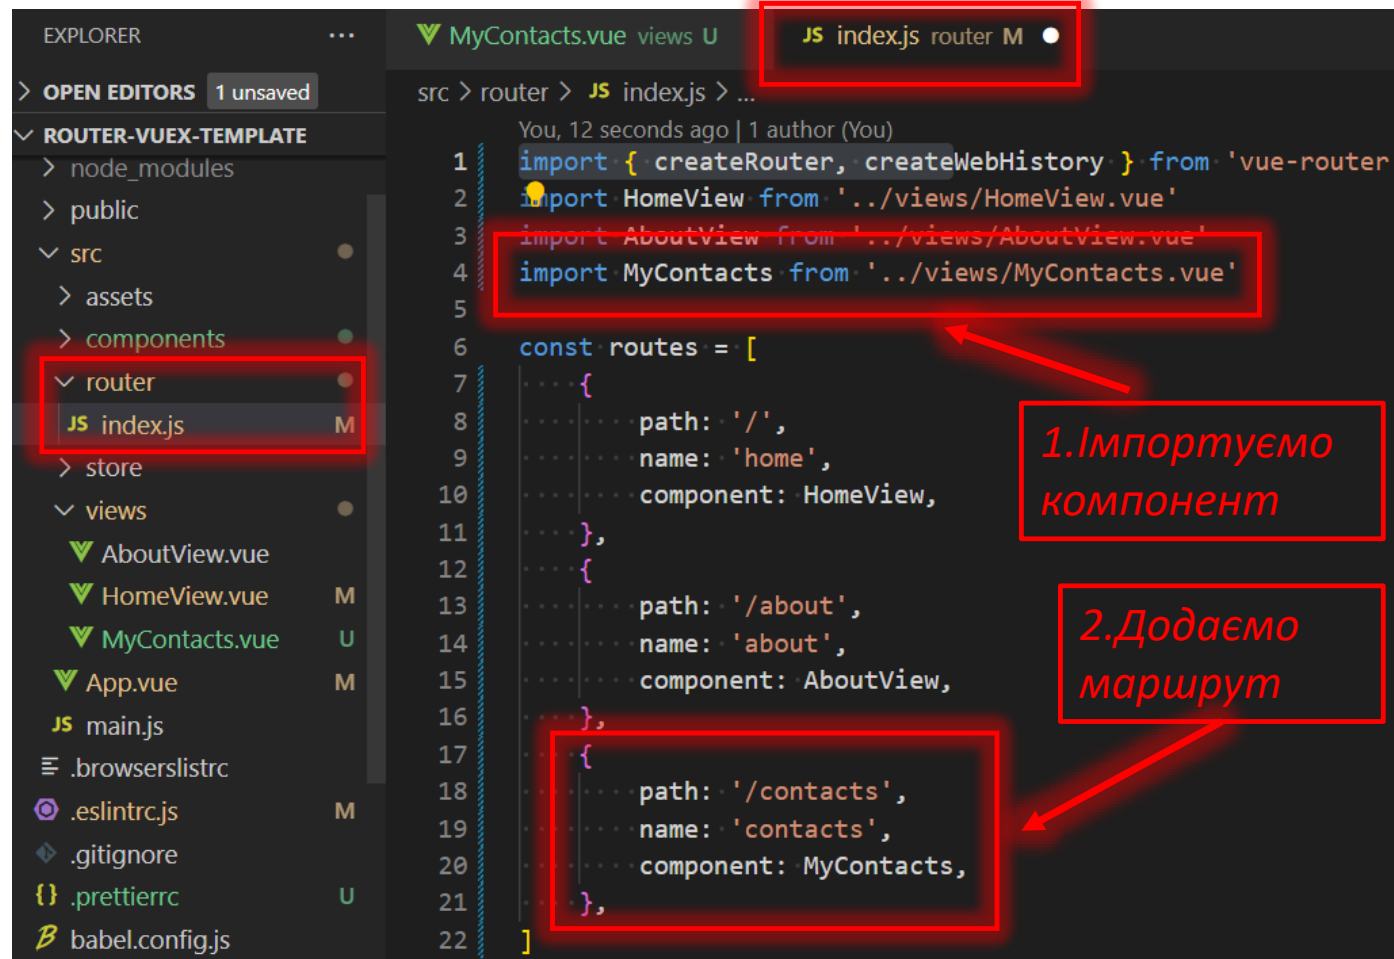 EXPLORER ...
OPEN EDITORS 1 unsaved
ROUTER-VUEX-TEMPLATE
node_modules
public
src
assets
components
router
JS index.js M
store
views
AboutView.vue
HomeView.vue M
MyContacts.vue U
App.vue M
JS main.js
.browserslistrc
.eslintrc.js M
.gitignore
{} .prettierrc U
B babel.config.js
MyContacts.vue views U
JS index.js router M
src > router > JS index.js > ...
You, 12 seconds ago | 1 author (You)
1 import { createRouter, createWebHistory } from 'vue-router
2 import HomeView from '../views/HomeView.vue'
3 import AboutView from '../views/AboutView.vue'
4 import MyContacts from '../views/MyContacts.vue'
5
6 const routes = [
7 {
8 path: '/',
9 name: 'home',
10 component: HomeView,
11 },
12 {
13 path: '/about',
14 name: 'about',
15 component: AboutView,
16 },
17 {
18 path: '/contacts',
19 name: 'contacts',
20 component: MyContacts,
21 },
22 ]
1.Імпортуємо
компонент
2.Додаємо
маршрут